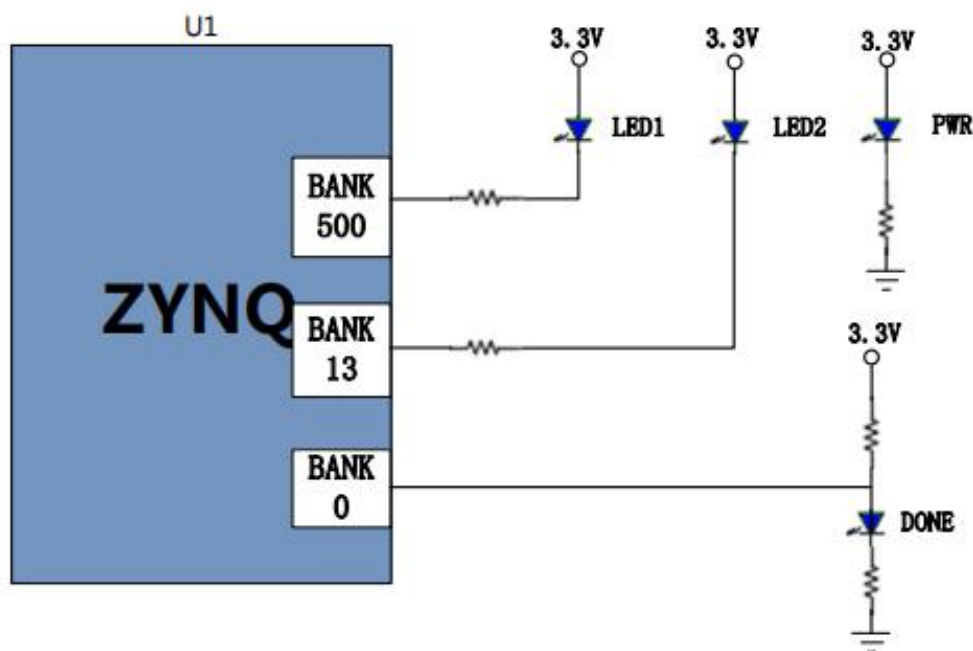 U1
3.3V
3.3V
3.3V
LED1
LED2
PWR
BANK
500
ZYNQ
BANK
13
3.3V
BANK
0
DONE